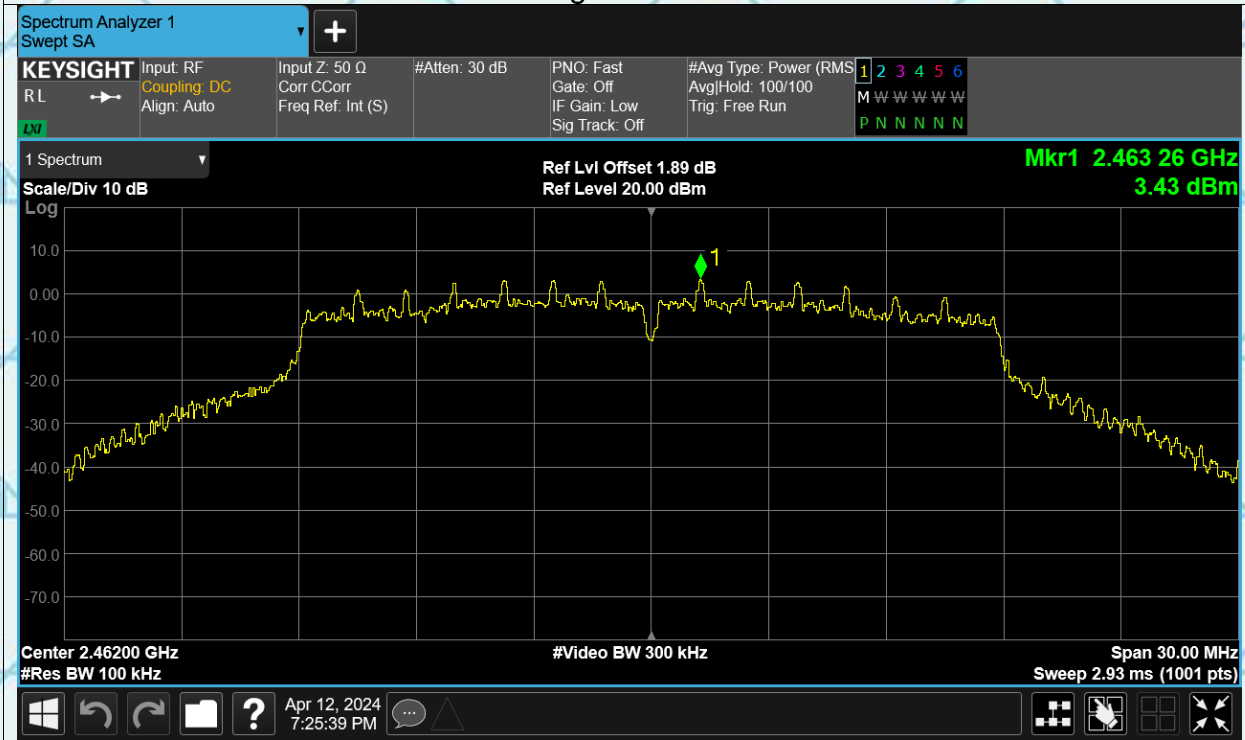 Spectrum Analyzer 1
Swept SA
+
KEYSIGHT
RL
LXI
Input: RF
Coupling: DC
Align: Auto
Input Z: 50 Ω
Corr CCorr
Freq Ref: Int (S)
#Atten: 30 dB
PNO: Fast
Gate: Off
IF Gain: Low
Sig Track: Off
#Avg Type: Power (RMS
Avg|Hold: 100/100
Trig: Free Run
1 2 3 4 5 6
M W W W W W
P N N N N N
1 Spectrum
Scale/Div 10 dB
Log
Ref Lvl Offset 1.89 dB
Ref Level 20.00 dBm
Mkr1 2.463 26 GHz
3.43 dBm
1
10.0
0.00
-10.0
-20.0
-30.0
-40.0
-50.0
-60.0
-70.0
Center 2.46200 GHz
#Video BW 300 kHz
Span 30.00 MHz
#Res BW 100 kHz
Sweep 2.93 ms (1001 pts)
?
Apr 12, 2024
7:25:39 PM